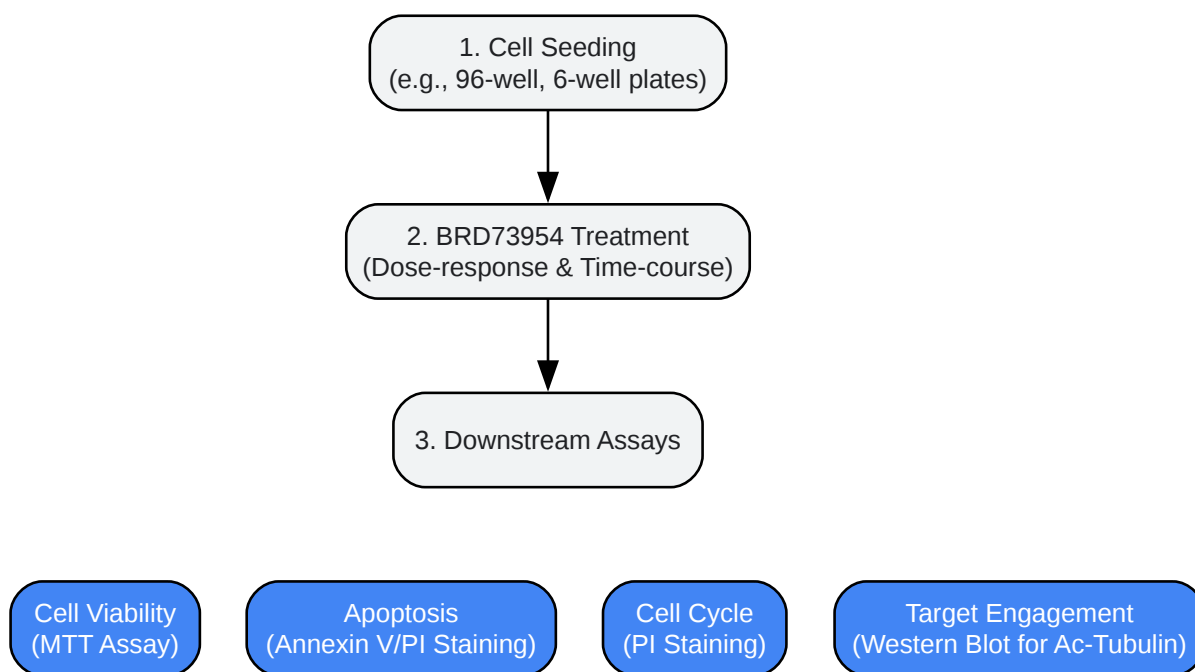 1. Cell Seeding
(e.g., 96-well, 6-well plates)
2. BRD73954 Treatment
(Dose-response & Time-course)
3. Downstream Assays
Cell Viability
(MTT Assay)
Apoptosis
(Annexin V/PI Staining)
Cell Cycle
(PI Staining)
Target Engagement
(Western Blot for Ac-Tubulin)